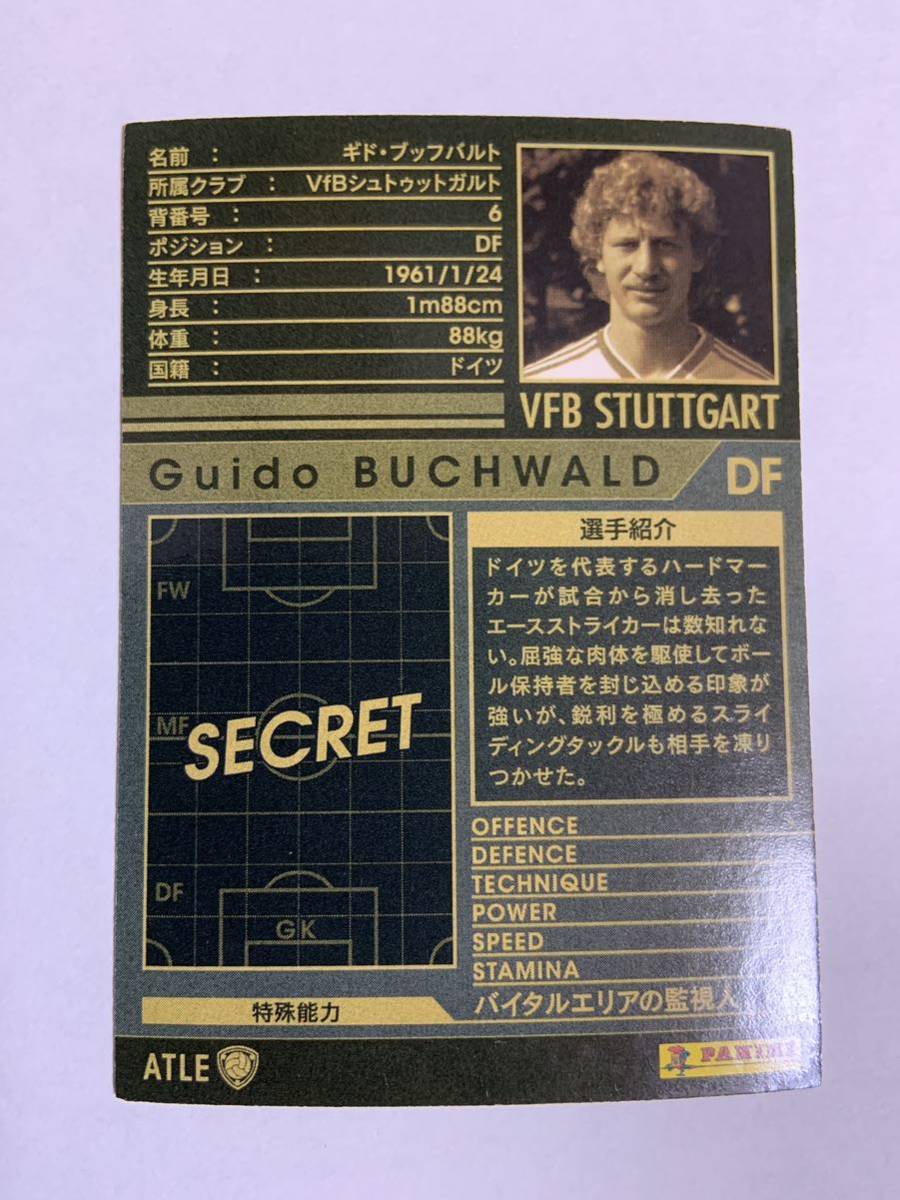 名前 : ギド・ブッフバルト
所属クラブ : VfBシュトゥットガルト
背番号 : 6
ポジション : DF
生年月日 : 1961/1/24
身長 : 1m88cm
体重 : 88kg
国籍 : ドイツ
VFB STUTTGART
Guido BUCHWALD DF
FW
MF
SECRET
DF
GK
選手紹介
ドイツを代表するハードマー
カーが試合から消し去った
エースストライカーは数知れな
い。屈強な肉体を駆使してボー
ル保持者を封じ込める印象が
強いが、鋭利を極めるスライ
ディングタックルも相手を凍り
つかせた。
OFFENCE
DEFENCE
TECHNIQUE
POWER
SPEED
STAMINA
特殊能力 バイタルエリアの監視人
ATLE
PANINI